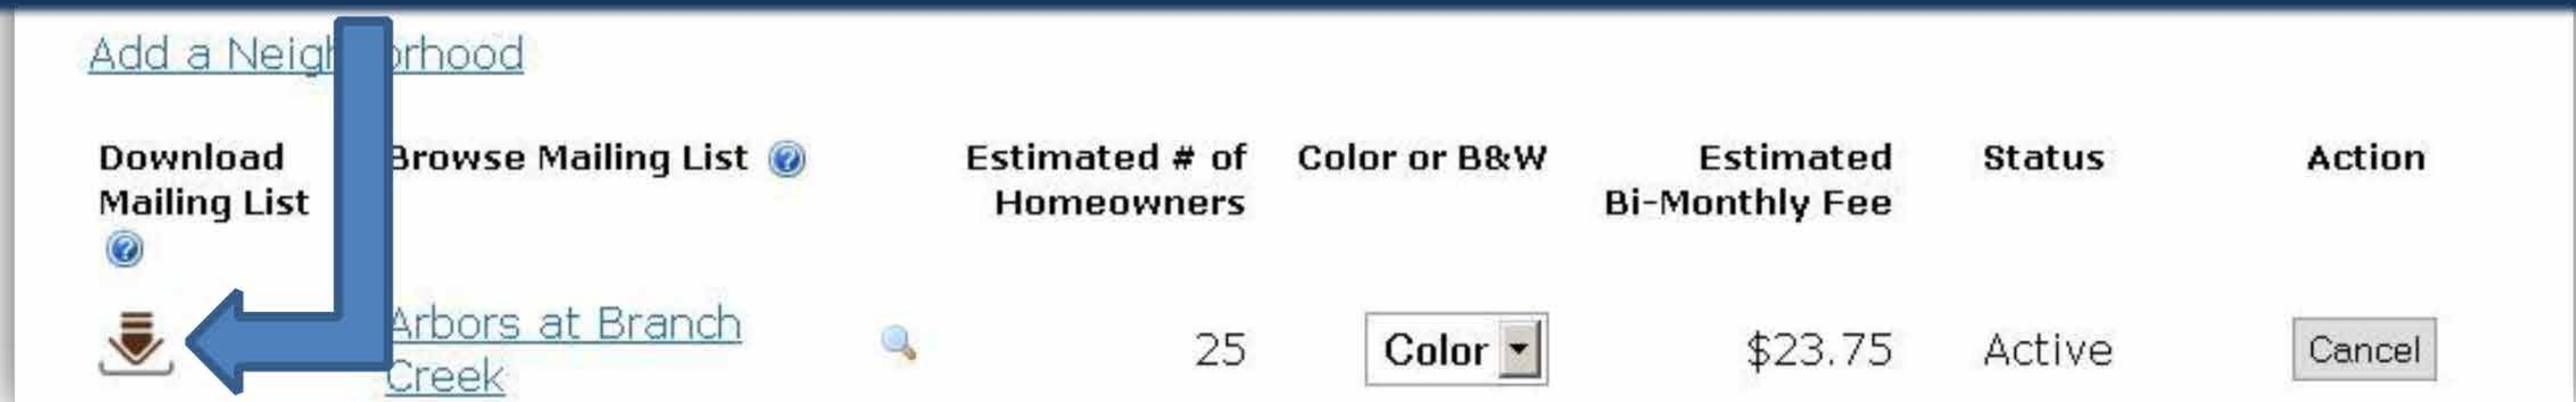 Add a Neighborhood
Download Browse Mailing List Estimated # of Color or B&W Estimated Status Action
Mailing List Homeowners Bi-Monthly Fee
Arbors at Branch
Creek 25 Color $23.75 Active Cancel